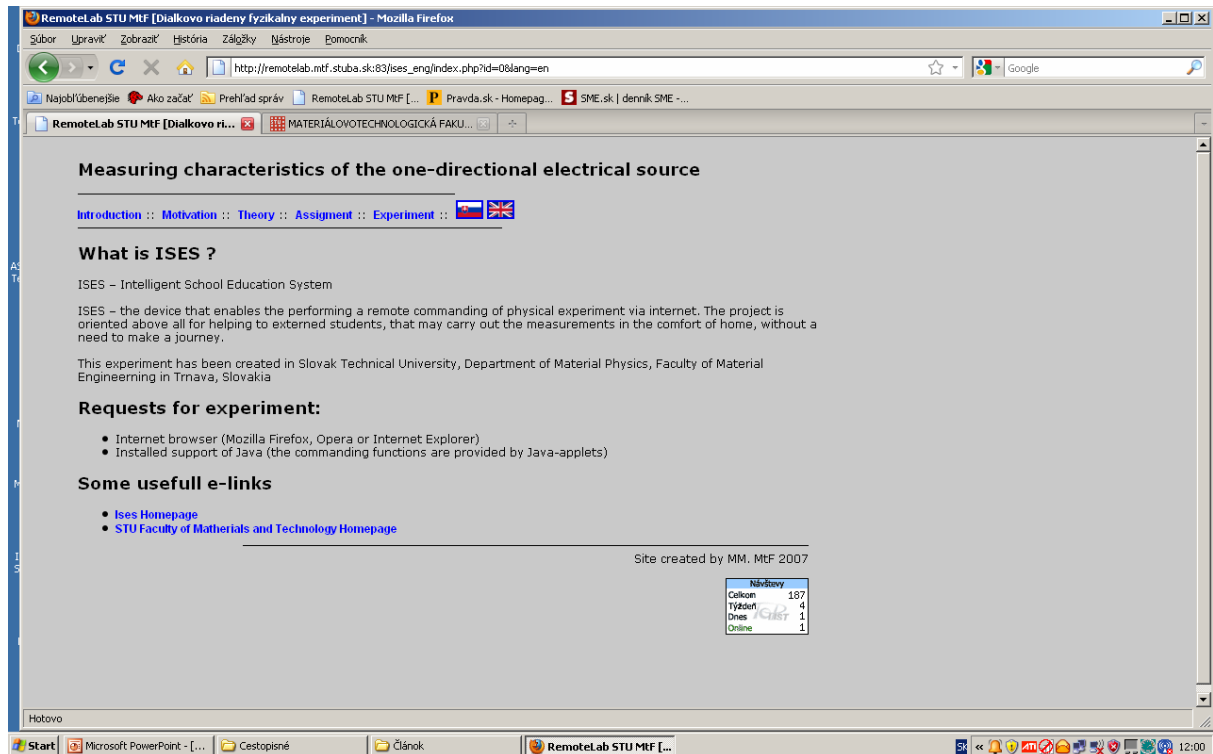 RemoteLab STU MtF [Dialkovo riadeny fyzikalny experiment] - Mozilla Firefox
Súbor Upraviť Zobraziť História Záložky Nástroje Pomocník
http://remotelab.mtf.stuba.sk:83/ises_eng/index.php?id=0&lang=en
Google
Najobľúbenejšie Ako začať Prehľad správ RemoteLab STU MtF [... Pravda.sk - Homepag... SME.sk | denník SME -...
RemoteLab STU MtF [Dialkovo ri... MATERIÁLOVOTECHNOLOGICKÁ FAKU...
Measuring characteristics of the one-directional electrical source
Introduction :: Motivation :: Theory :: Assigment :: Experiment ::
What is ISES ?
ISES – Intelligent School Education System
ISES – the device that enables the performing a remote commanding of physical experiment via internet. The project is
oriented above all for helping to externed students, that may carry out the measurements in the comfort of home, without a
need to make a journey.
This experiment has been created in Slovak Technical University, Department of Material Physics, Faculty of Material
Engineerning in Trnava, Slovakia
Requests for experiment:
Internet browser (Mozilla Firefox, Opera or Internet Explorer)
Installed support of Java (the commanding functions are provided by Java-applets)
Some usefull e-links
Ises Homepage
STU Faculty of Matherials and Technology Homepage
Site created by MM. MtF 2007
Návštevy
Celkom 187
Týždeň 4
Dnes 1
Online 1
Hotovo
Start Microsoft PowerPoint - [... Cestopisné Článok RemoteLab STU MtF [... SK « 12:00